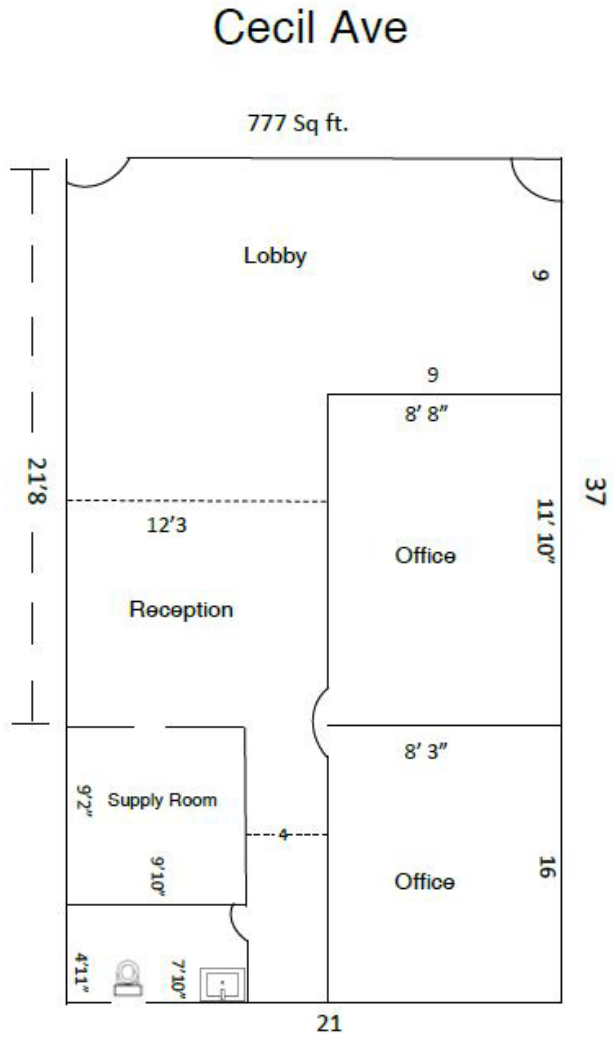 Cecil Ave
777 Sq ft.
Lobby
9
9
8' 8"
21'8
37
12'3
11' 10"
Office
Reception
8' 3"
9'2"
Supply Room
4
9'10"
16
Office
4'11"
7'10"
21